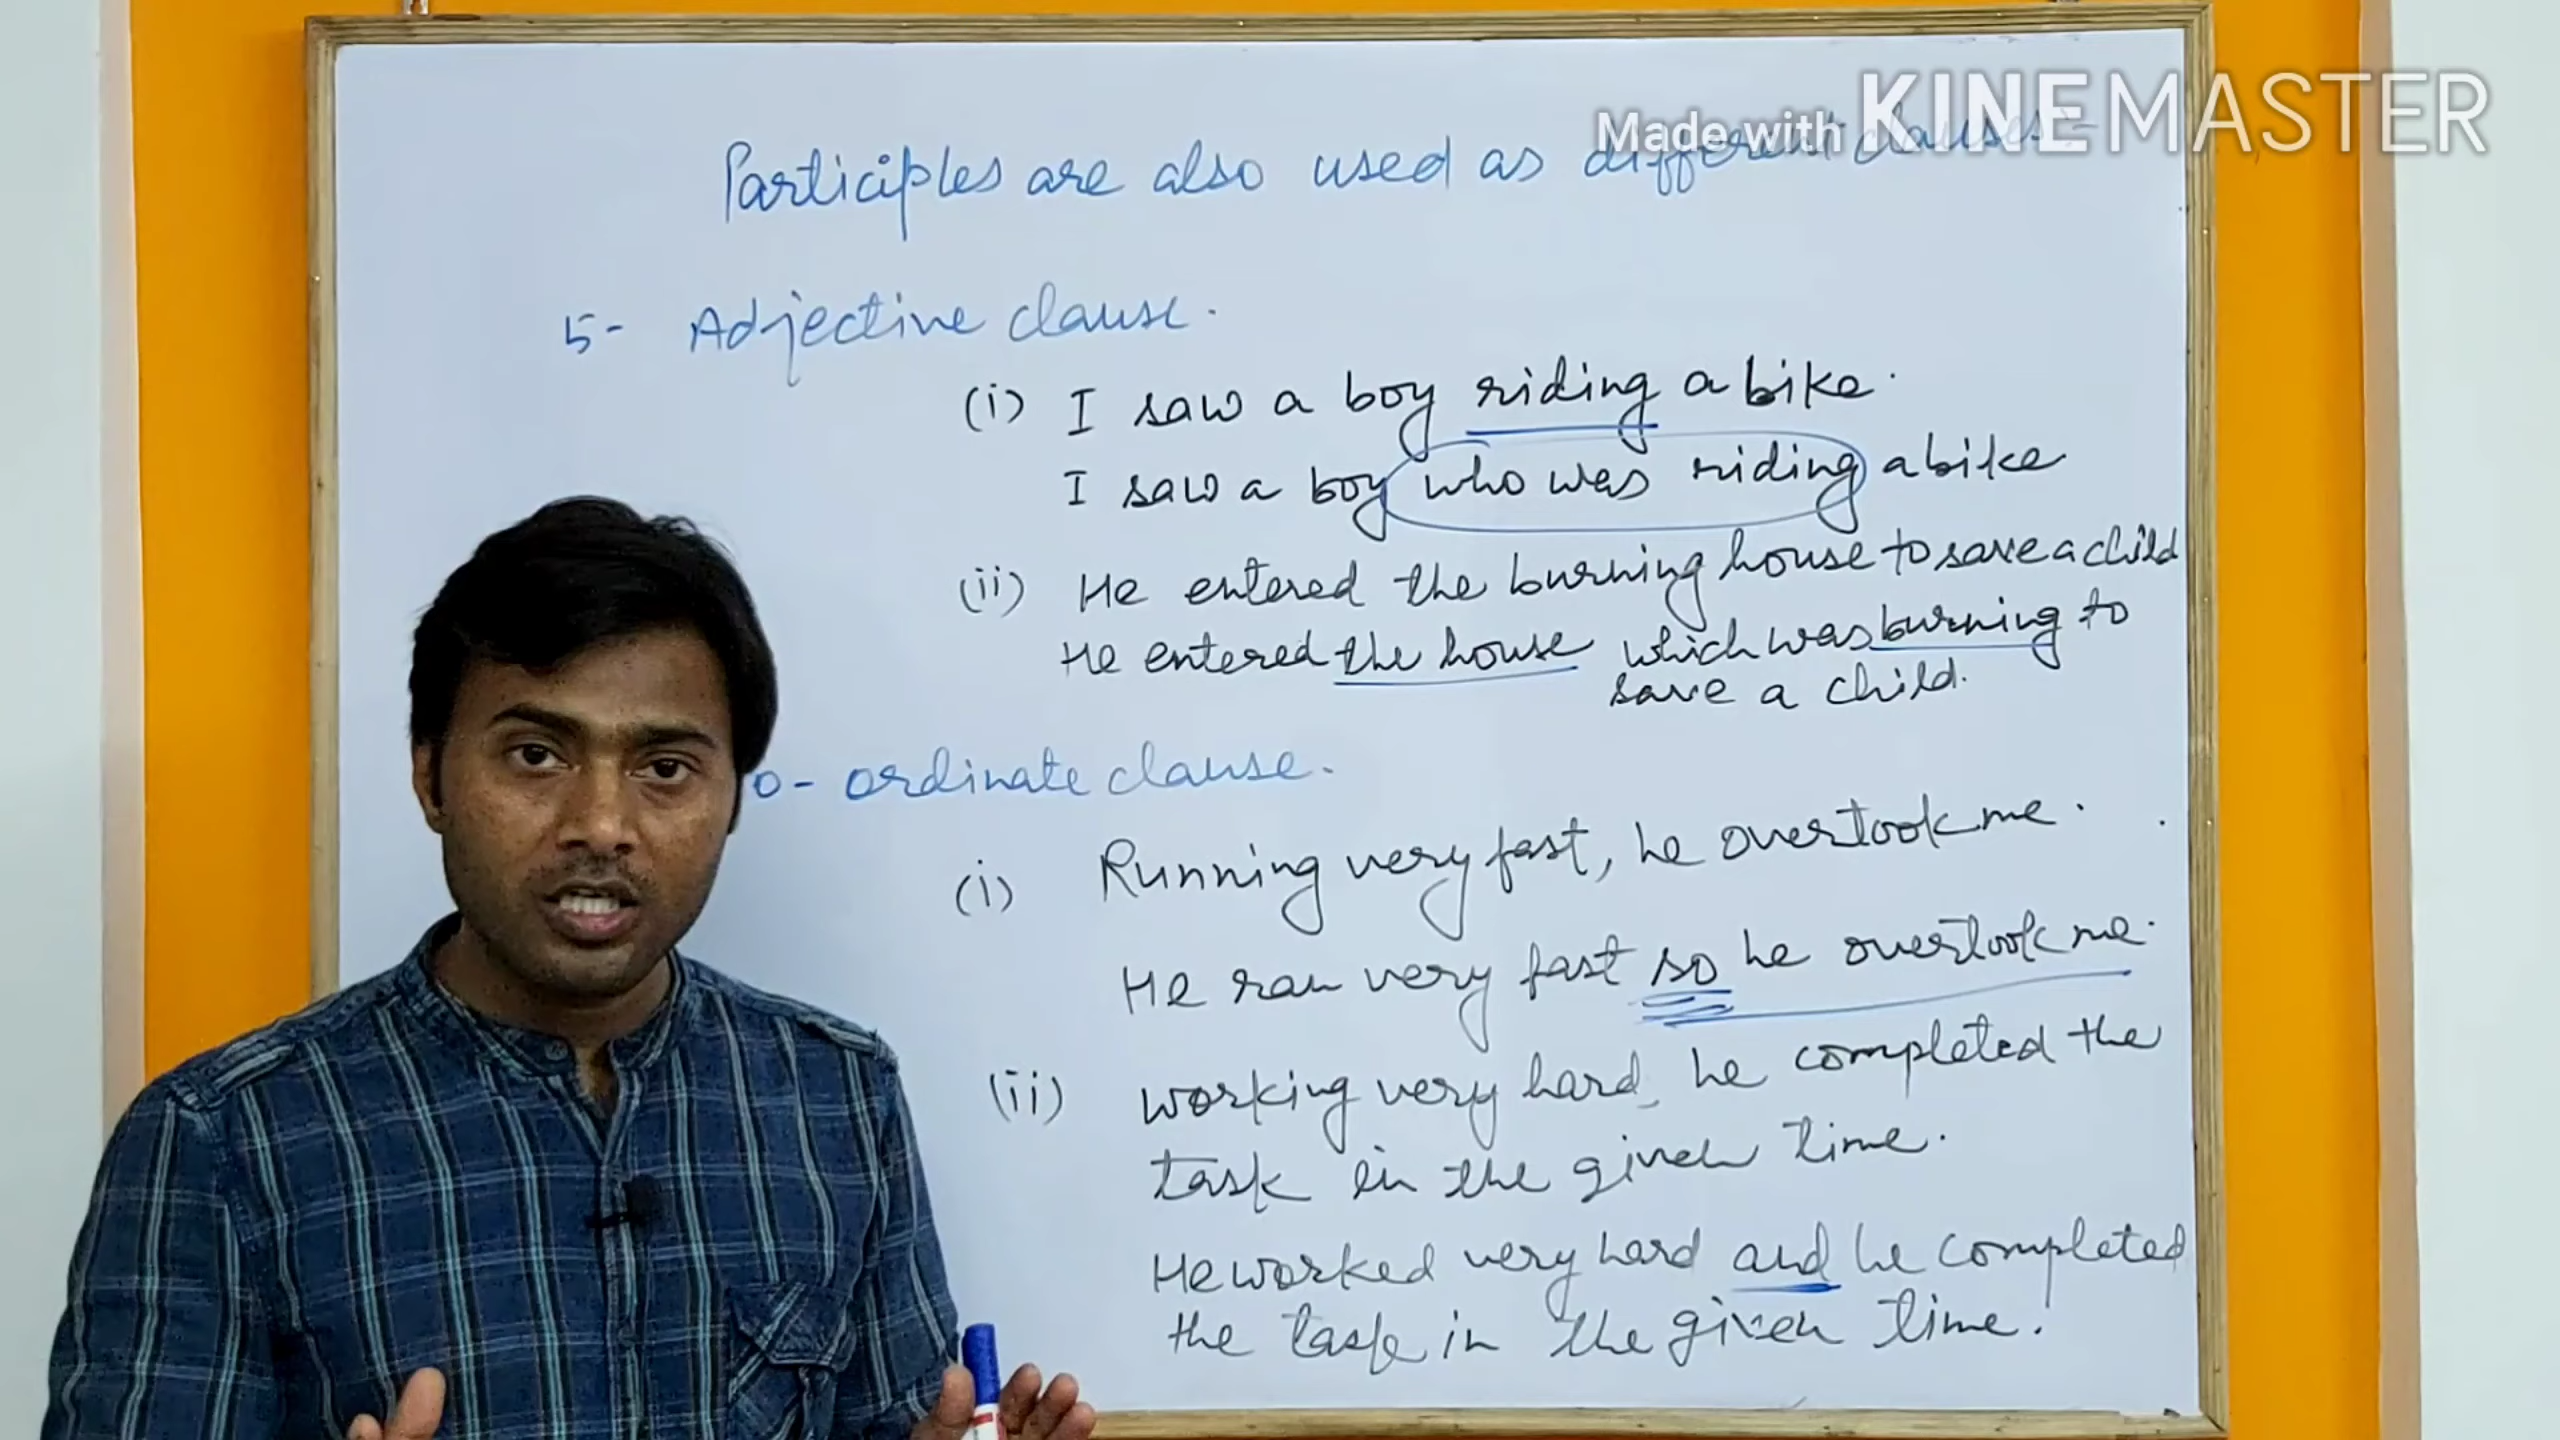 Made with KINEMASTER
Participles are also used as different clauses:-
5- Adjective clause.
(i) I saw a boy riding a bike.
I saw a boy who was riding a bike
(ii) He entered the burning house to save a child
He entered the house which was burning to
save a child.
o-ordinate clause.
(i) Running very fast, he overtook me.
He ran very fast so he overtook me.
(ii) working very hard, he completed the
task in the given time.
He worked very hard and he completed
the task in the given time.